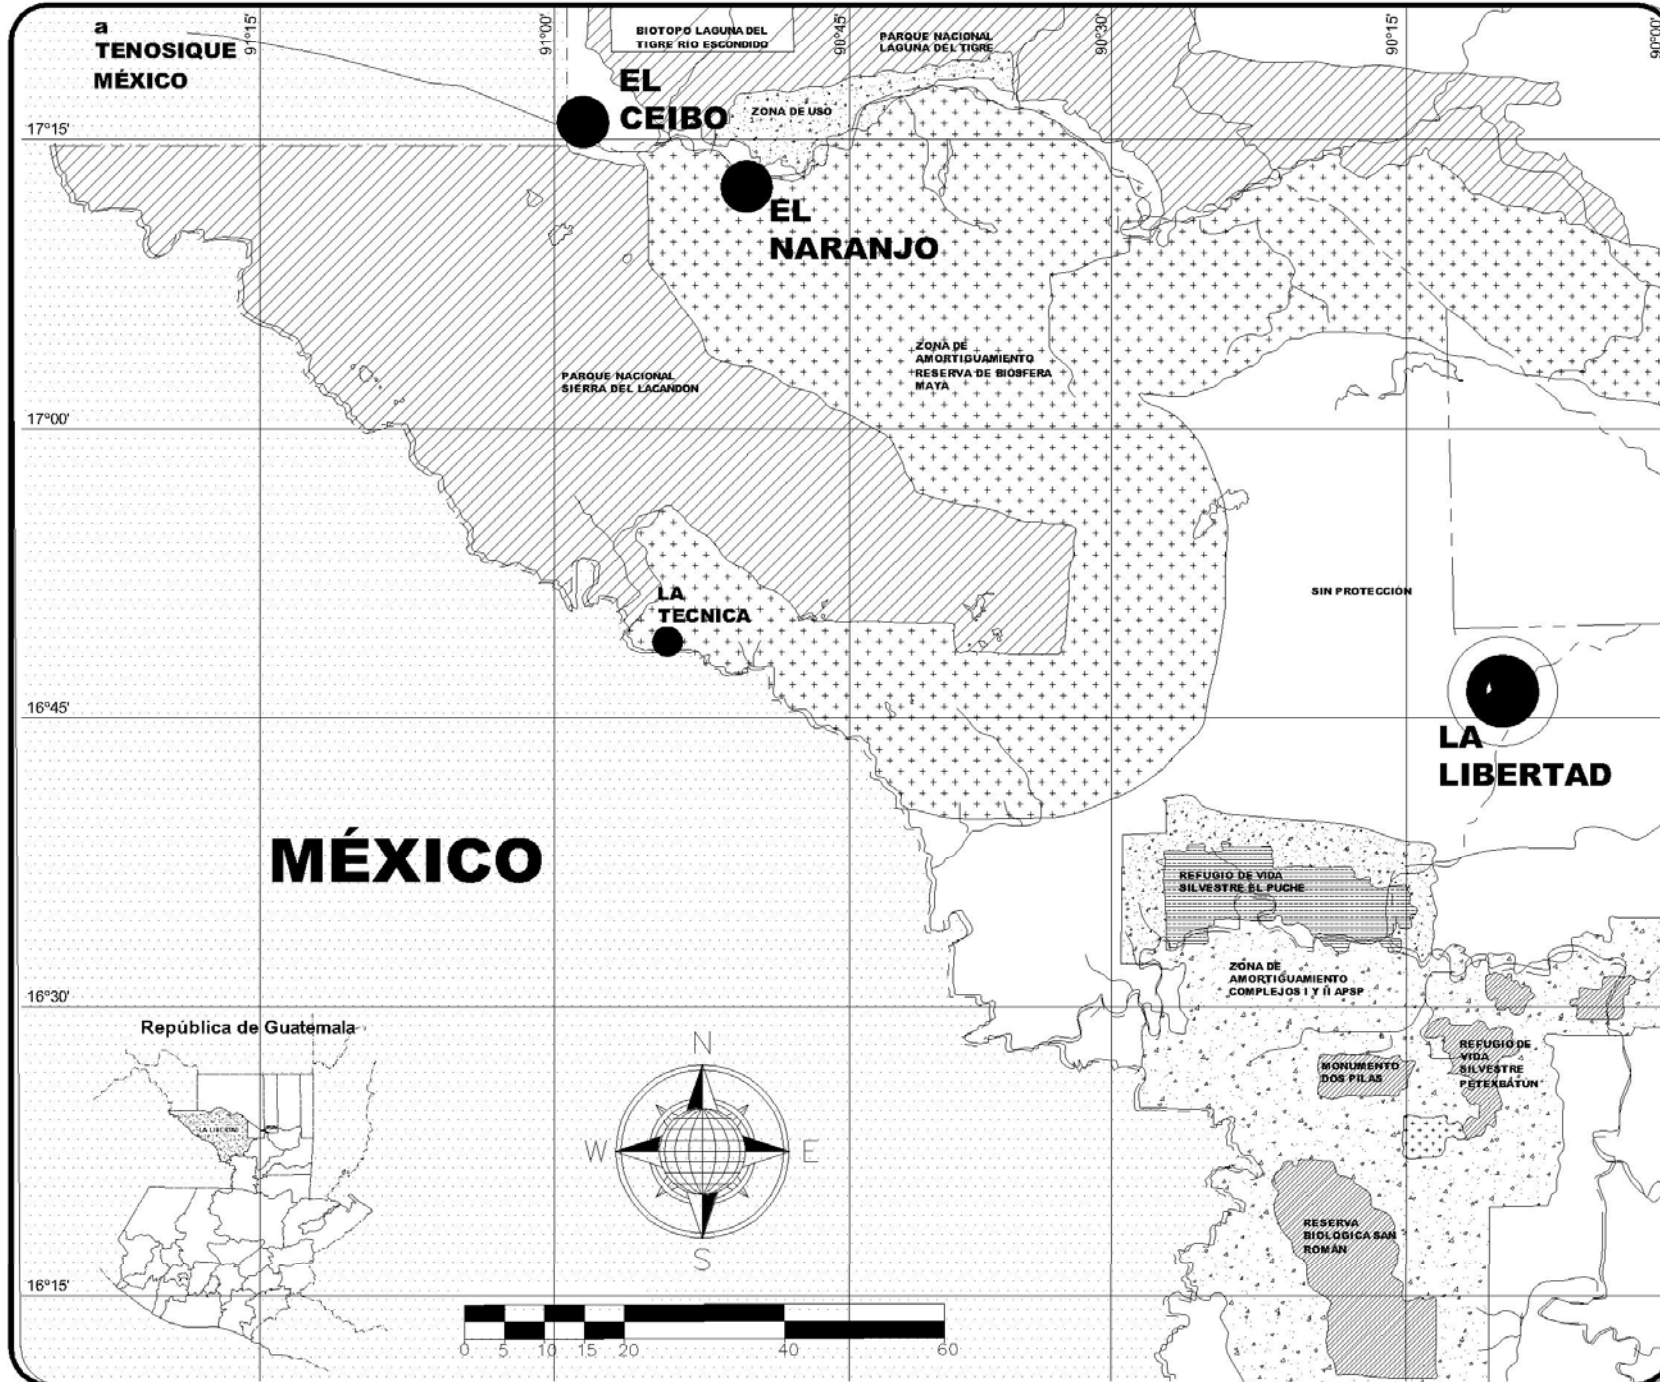 a
TENOSIQUE
MÉXICO
91°15'
91°00'
90°45'
90°30'
90°15'
90°00'
BIOTOPO LAGUNA DEL
TIGRE RIO ESCONDIDO
PARQUE NACIONAL
LAGUNA DEL TIGRE
EL
CEIBO
ZONA DE USO
17°15'
EL
NARANJO
ZONA DE
AMORTIGUAMIENTO
RESERVA DE BIOSFERA
MAYA
PARQUE NACIONAL
SIERRA DEL LACANDON
17°00'
LA
TECNICA
SIN PROTECCIÓN
16°45'
LA
LIBERTAD
MÉXICO
REFUGIO DE VIDA
SILVESTRE EL PUCHE
ZONA DE
AMORTIGUAMIENTO
COMPLEJOS I Y II APSP
16°30'
República de Guatemala
LA LIBERTAD
N
W
E
S
MONUMENTO
DOS PILAS
REFUGIO DE
VIDA
SILVESTRE
PETEXBATÚN
RESERVA
BIOLOGICA SAN
ROMÁN
16°15'
0 5 10 15 20 40 60